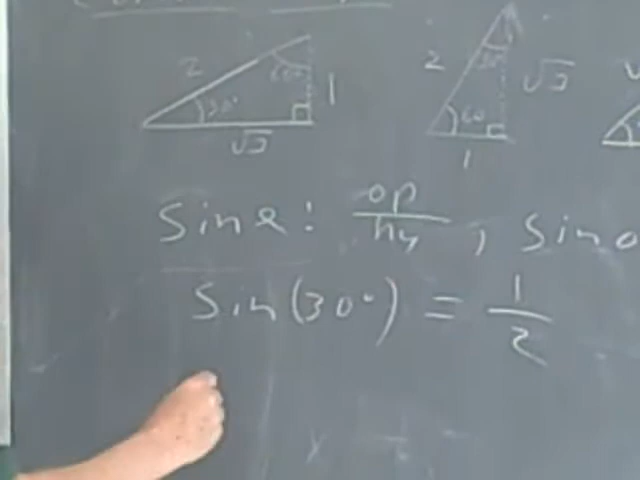 2 60° 30° 1 √3
2 30° 60 √3 1
Sine: op/hy, sin
Sin(30°) = 1/2